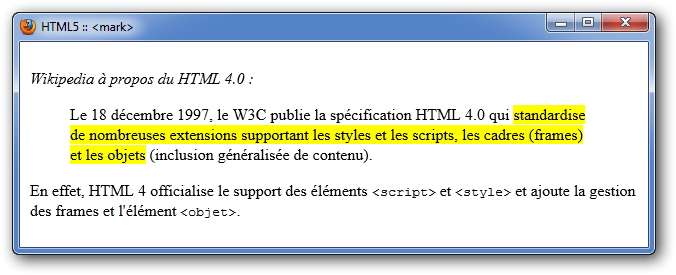 HTML5 :: <mark>
Wikipedia à propos du HTML 4.0 :
Le 18 décembre 1997, le W3C publie la spécification HTML 4.0 qui standardise
de nombreuses extensions supportant les styles et les scripts, les cadres (frames)
et les objets (inclusion généralisée de contenu).
En effet, HTML 4 officialise le support des éléments <script> et <style> et ajoute la gestion
des frames et l'élément <objet>.